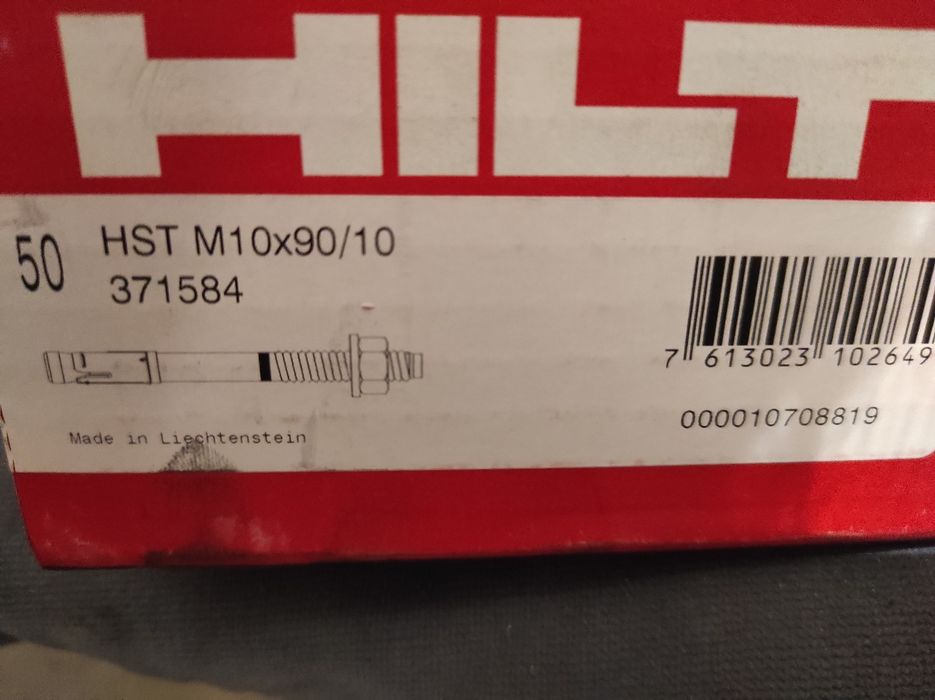 HILT
50
HST M10x90/10
371584
7 613023 102649
000010708819
Made in Liechtenstein